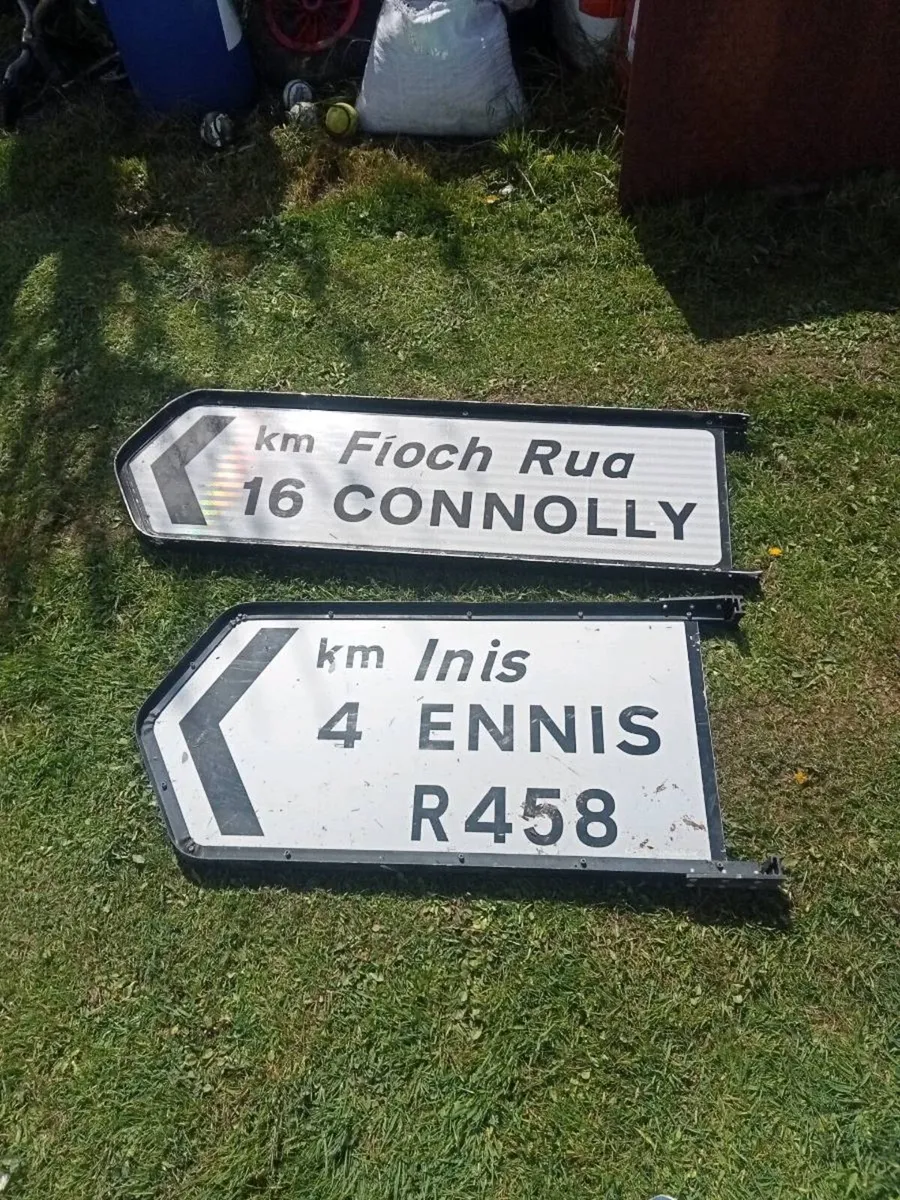 km Fíoch Rua
16 CONNOLLY
km Inis
4 ENNIS
R458